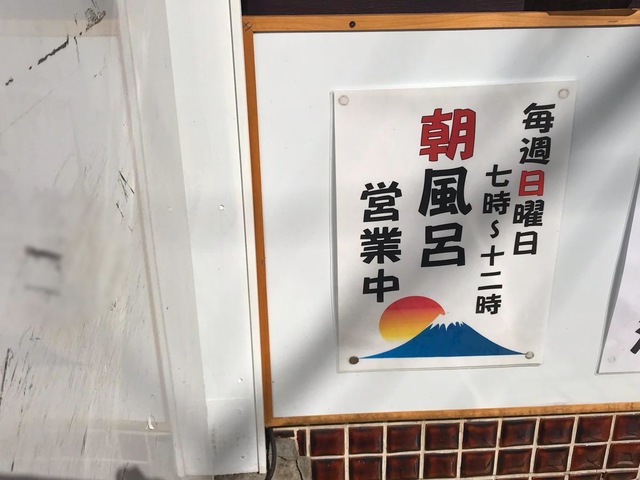 毎週日曜日
七時～十二時
朝風呂
営業中